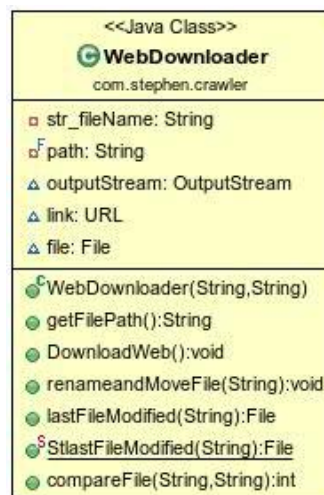 <<Java Class>>
WebDownloader
com.stephen.crawler
str_fileName: String
path: String
outputStream: OutputStream
link: URL
file: File
WebDownloader(String,String)
getFilePath():String
DownloadWeb():void
renameandMoveFile(String):void
lastFileModified(String):File
StlastFileModified(String):File
compareFile(String,String):int